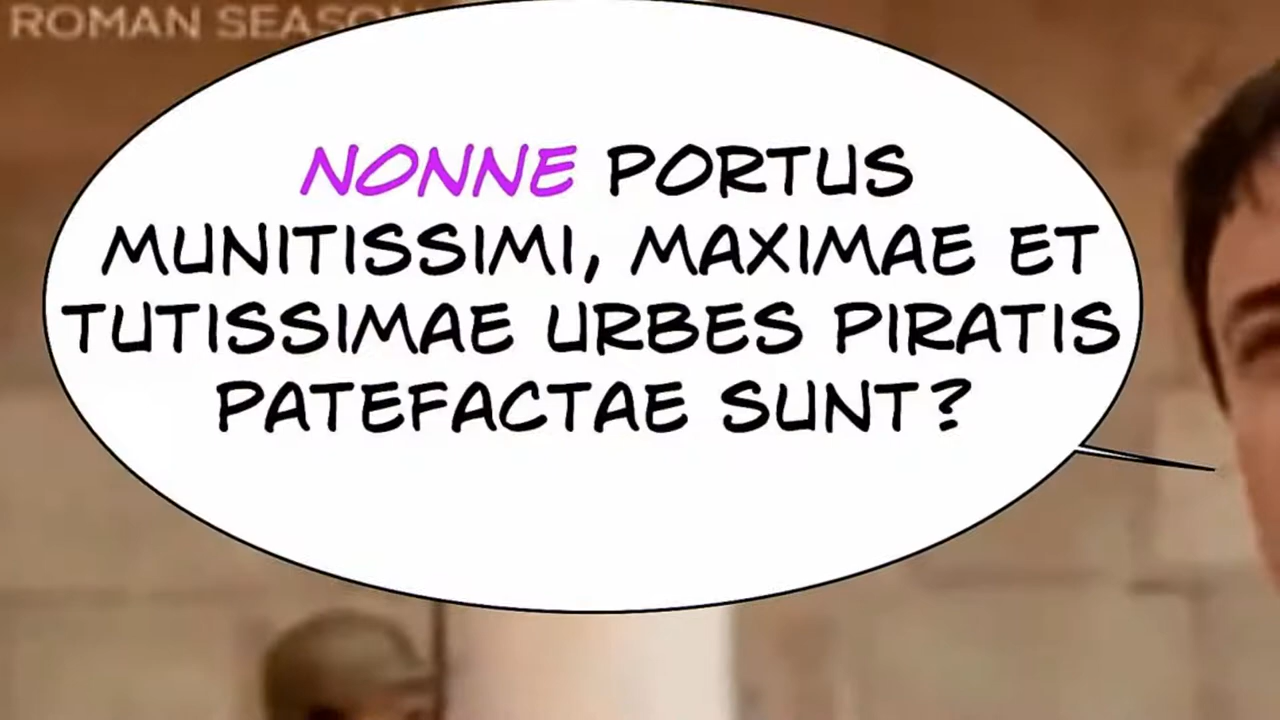 ROMAN SEASO
NONNE PORTUS
MUNITISSIMI, MAXIMAE ET
TUTISSIMAE URBES PIRATIS
PATEFACTAE SUNT?